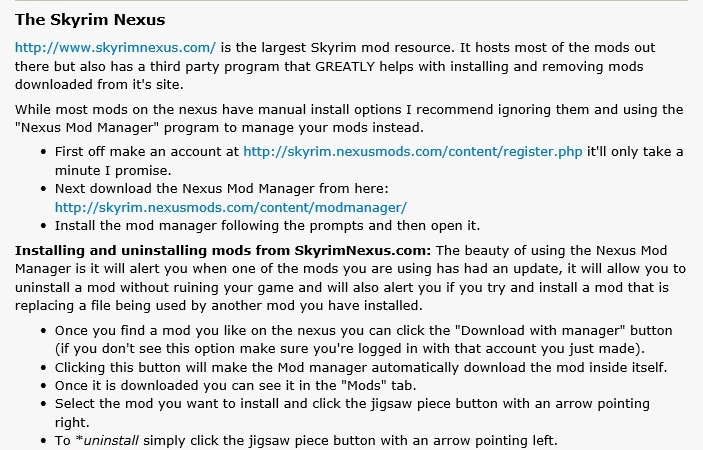 The Skyrim Nexus
http://www.skyrimnexus.com/ is the largest Skyrim mod resource. It hosts most of the mods out
there but also has a third party program that GREATLY helps with installing and removing mods
downloaded from it's site.
While most mods on the nexus have manual install options I recommend ignoring them and using the
"Nexus Mod Manager" program to manage your mods instead.
• First off make an account at http://skyrim.nexusmods.com/content/register.php it'll only take a
minute I promise.
• Next download the Nexus Mod Manager from here:
http://skyrim.nexusmods.com/content/modmanager/
• Install the mod manager following the prompts and then open it.
Installing and uninstalling mods from SkyrimNexus.com: The beauty of using the Nexus Mod
Manager is it will alert you when one of the mods you are using has had an update, it will allow you to
uninstall a mod without ruining your game and will also alert you if you try and install a mod that is
replacing a file being used by another mod you have installed.
• Once you find a mod you like on the nexus you can click the "Download with manager" button
(if you don't see this option make sure you're logged in with that account you just made).
• Clicking this button will make the Mod manager automatically download the mod inside itself.
• Once it is downloaded you can see it in the "Mods" tab.
• Select the mod you want to install and click the jigsaw piece button with an arrow pointing
right.
• To *uninstall simply click the jigsaw piece button with an arrow pointing left.